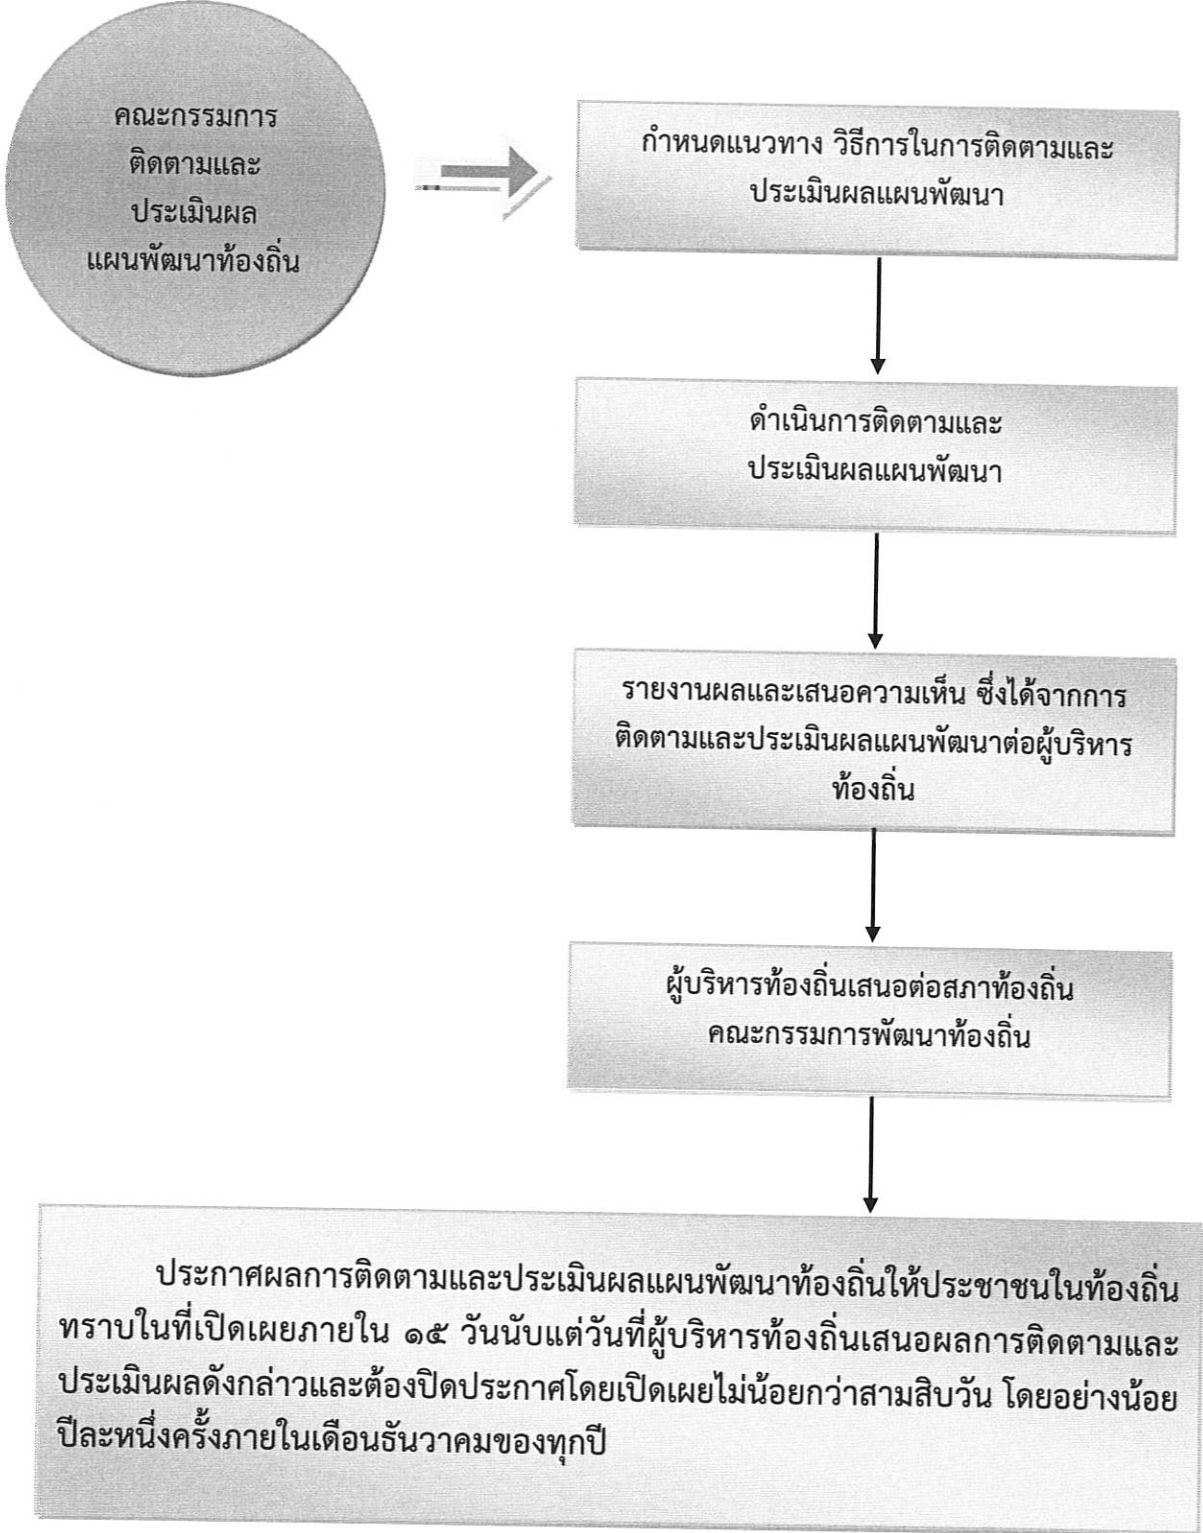 คณะกรรมการ
ติดตามและ
ประเมินผล
แผนพัฒนาท้องถิ่น
กำหนดแนวทาง วิธีการในการติดตามและ
ประเมินผลแผนพัฒนา
ดำเนินการติดตามและ
ประเมินผลแผนพัฒนา
รายงานผลและเสนอความเห็น ซึ่งได้จากการ
ติดตามและประเมินผลแผนพัฒนาต่อผู้บริหาร
ท้องถิ่น
ผู้บริหารท้องถิ่นเสนอต่อสภาท้องถิ่น
คณะกรรมการพัฒนาท้องถิ่น
ประกาศผลการติดตามและประเมินผลแผนพัฒนาท้องถิ่นให้ประชาชนในท้องถิ่น
ทราบในที่เปิดเผยภายใน ๑๕ วันนับแต่วันที่ผู้บริหารท้องถิ่นเสนอผลการติดตามและ
ประเมินผลดังกล่าวและต้องปิดประกาศโดยเปิดเผยไม่น้อยกว่าสามสิบวัน โดยอย่างน้อย
ปีละหนึ่งครั้งภายในเดือนธันวาคมของทุกปี